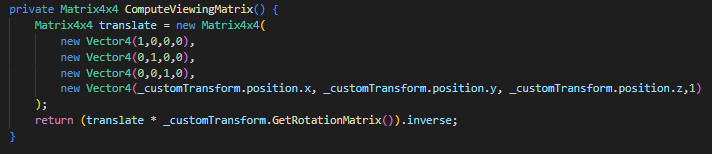 private Matrix4x4 ComputeViewingMatrix() {
    Matrix4x4 translate = new Matrix4x4(
        new Vector4(1,0,0,0),
        new Vector4(0,1,0,0),
        new Vector4(0,0,1,0),
        new Vector4(_customTransform.position.x, _customTransform.position.y, _customTransform.position.z,1)
    );
    return (translate * _customTransform.GetRotationMatrix()).inverse;
}